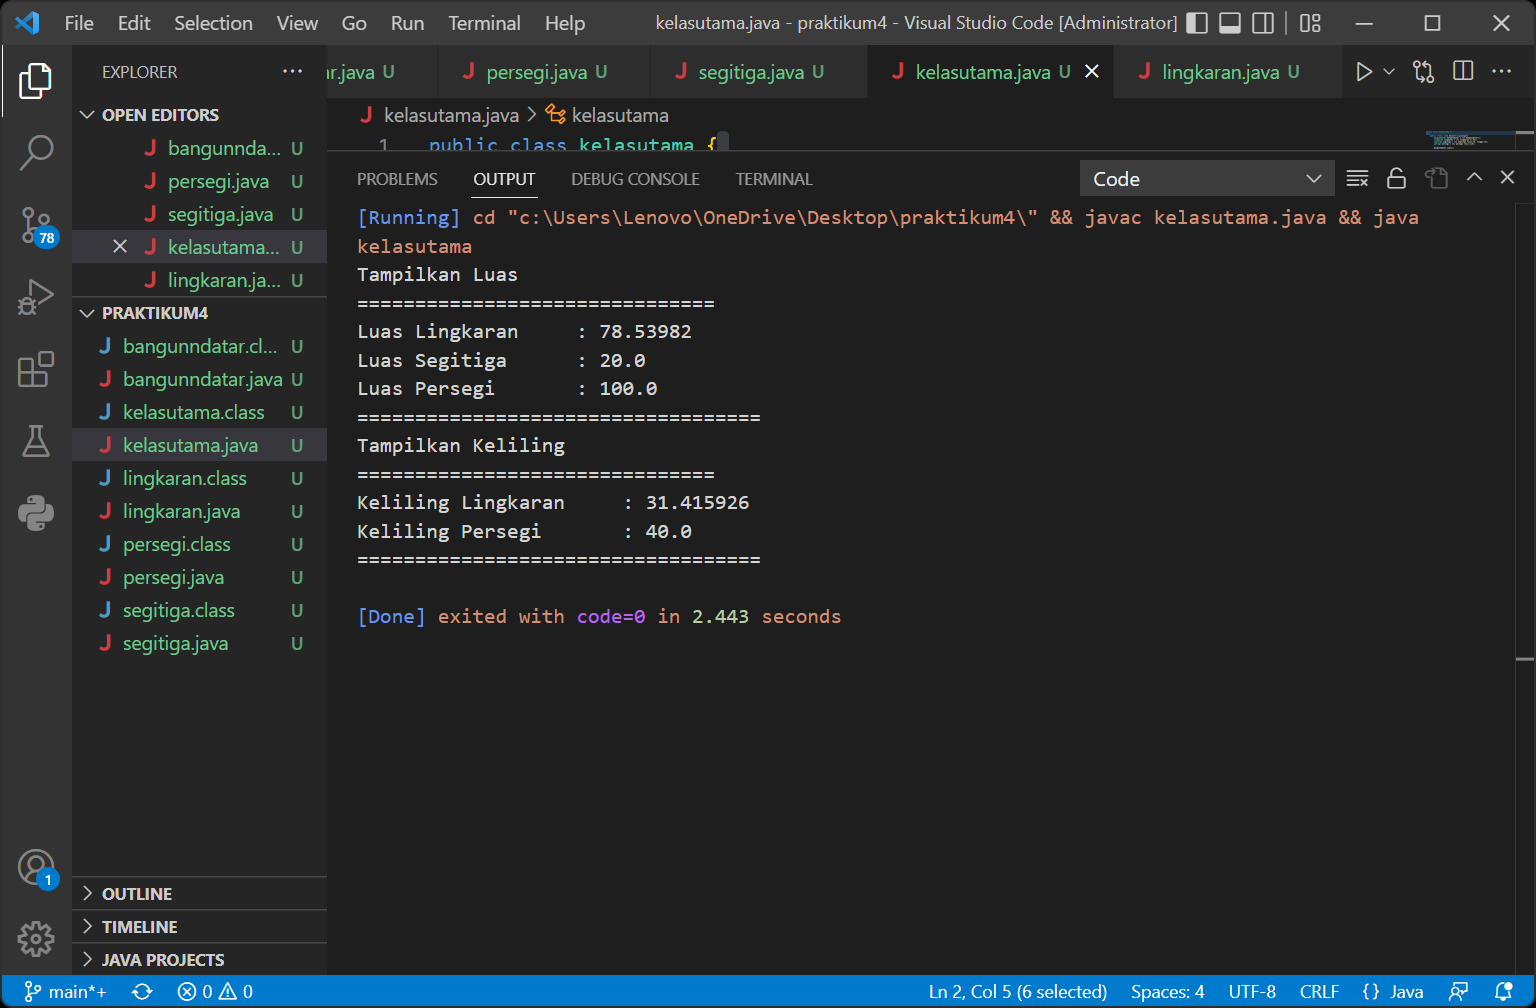 File Edit Selection View Go Run Terminal Help kelasutama.java - praktikum4 - Visual Studio Code [Administrator]
EXPLORER ···
ar.java U persegi.java U segitiga.java U kelasutama.java U lingkaran.java U
OPEN EDITORS
bangunnda... U
persegi.java U
segitiga.java U
kelasutama... U
lingkaran.ja... U
PRAKTIKUM4
bangunndatar.cl... U
bangunndatar.java U
kelasutama.class U
kelasutama.java U
lingkaran.class U
lingkaran.java U
persegi.class U
persegi.java U
segitiga.class U
segitiga.java U
OUTLINE
TIMELINE
JAVA PROJECTS
78
1
kelasutama.java > kelasutama
1 public class kelasutama {
PROBLEMS OUTPUT DEBUG CONSOLE TERMINAL Code
[Running] cd "c:\Users\Lenovo\OneDrive\Desktop\praktikum4\" && javac kelasutama.java && java
kelasutama
Tampilkan Luas
===============================
Luas Lingkaran : 78.53982
Luas Segitiga : 20.0
Luas Persegi : 100.0
===================================
Tampilkan Keliling
===============================
Keliling Lingkaran : 31.415926
Keliling Persegi : 40.0
===================================
[Done] exited with code=0 in 2.443 seconds
main*+ 0 0 Ln 2, Col 5 (6 selected) Spaces: 4 UTF-8 CRLF {} Java